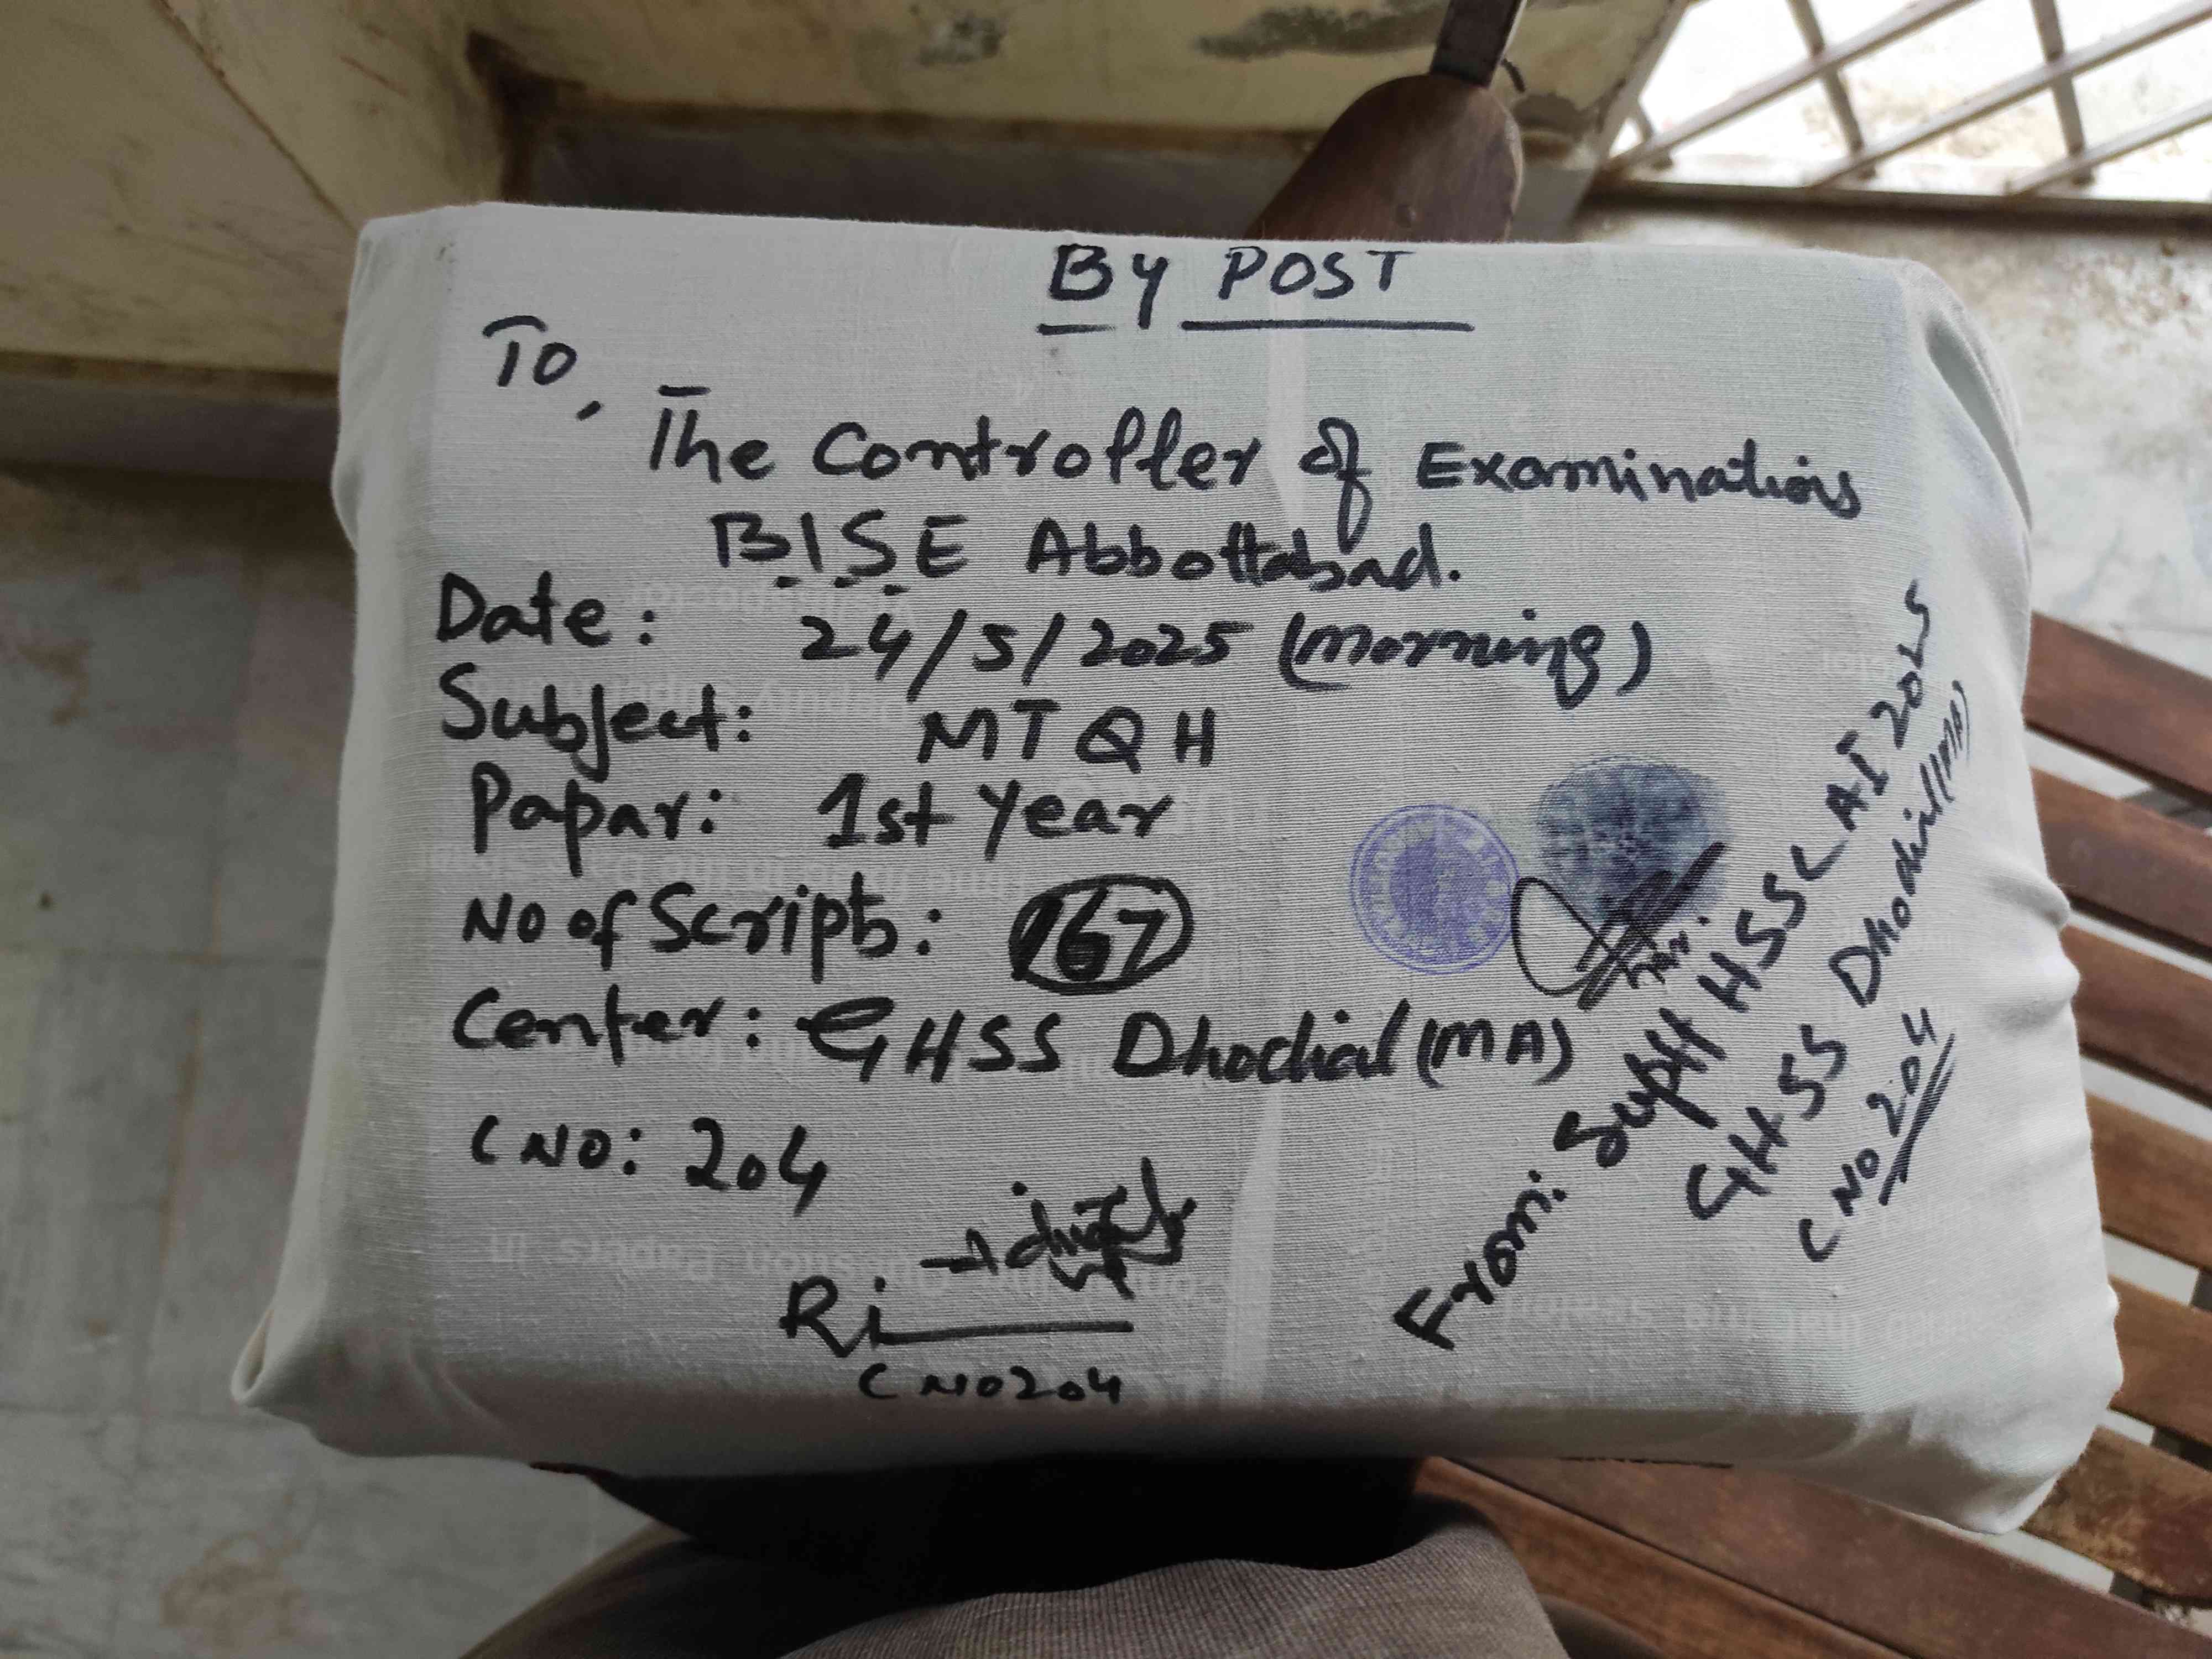 By POST
To,
The Controller of Examinations
B.I.S.E Abbottabad.
Date: 24/5/2025 (morning)
Subject: MTQH
Papar: 1st Year
No of Scripts: 167
Center: GHSS Dhodial (MA)
C NO: 204
Ri
C NO 204
From: Supdt HSSC AI 2025
GHSS Dhodial (MA)
C NO 204